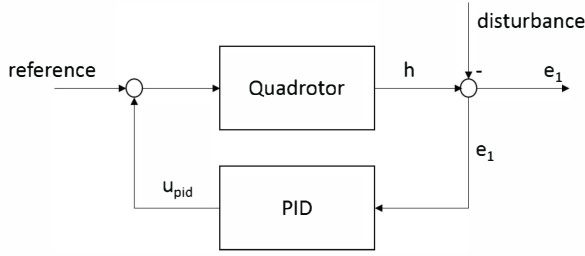 disturbance
reference
Quadrotor
h
-
e₁
e₁
uₚᵢd
PID